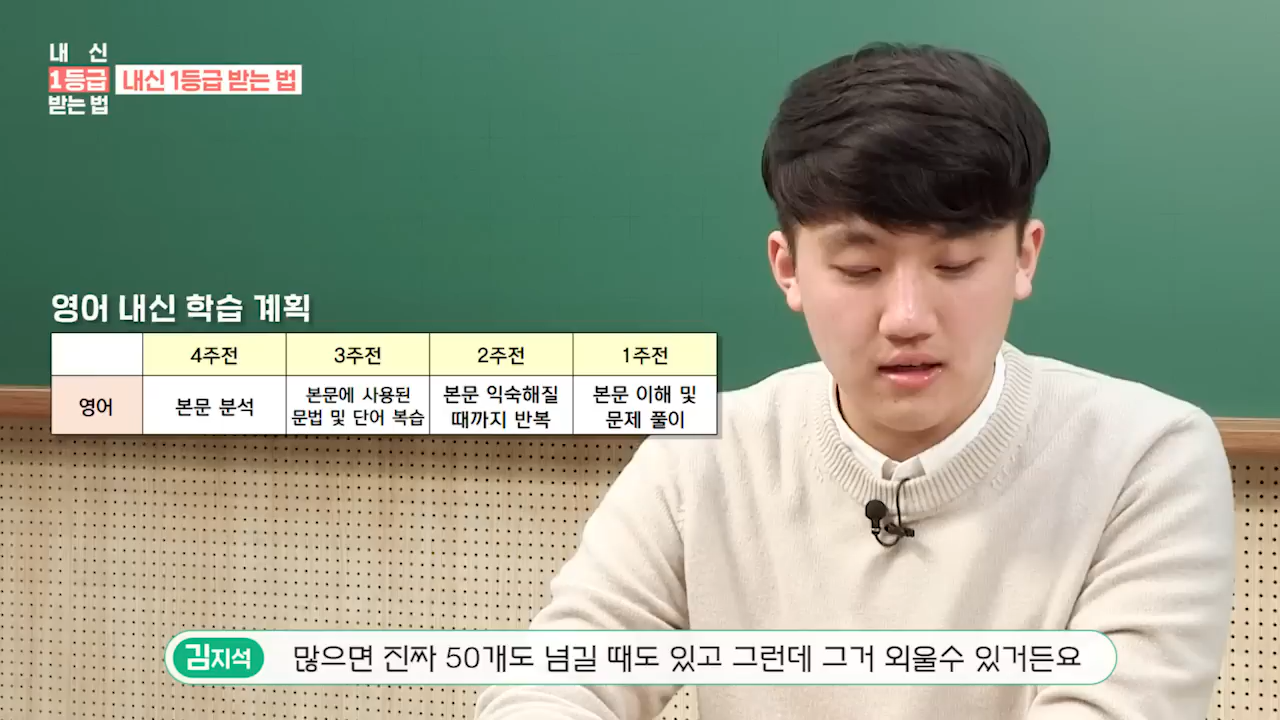 내 신
1등급
받는 법
내신 1등급 받는 법
영어 내신 학습 계획
4주전 3주전 2주전 1주전
영어
본문 분석
본문에 사용된
문법 및 단어 복습
본문 익숙해질
때까지 반복
본문 이해 및
문제 풀이
김지석 많으면 진짜 50개도 넘길 때도 있고 그런데 그거 외울수 있거든요